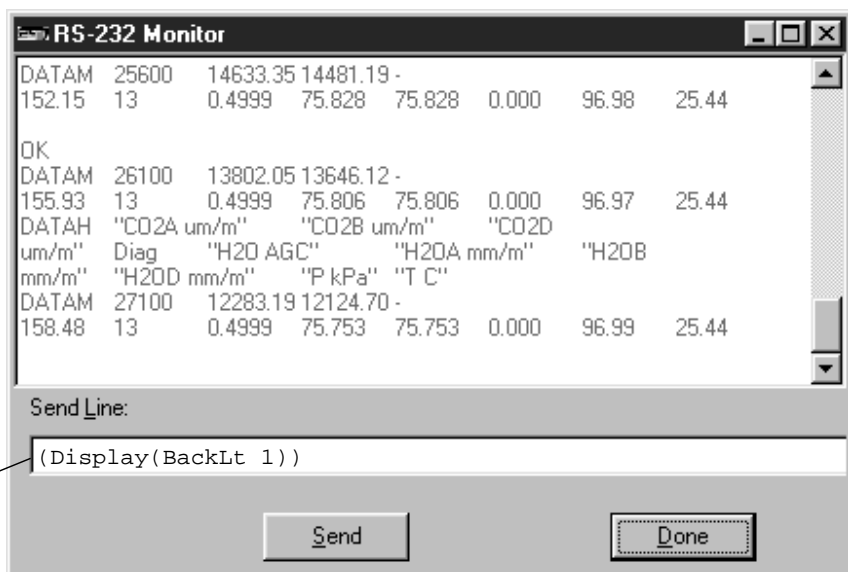 RS-232 Monitor
DATAM 25600 14633.35 14481.19 -
152.15 13 0.4999 75.828 75.828 0.000 96.98 25.44
OK
DATAM 26100 13802.05 13646.12 -
155.93 13 0.4999 75.806 75.806 0.000 96.97 25.44
DATAH "CO2A um/m" "CO2B um/m" "CO2D
um/m" Diag "H2O AGC" "H2OA mm/m" "H2OB
mm/m" "H2OD mm/m" "P kPa" "T C"
DATAM 27100 12283.19 12124.70 -
158.48 13 0.4999 75.753 75.753 0.000 96.99 25.44
Send Line:
(Display(BackLt 1))
Send Done